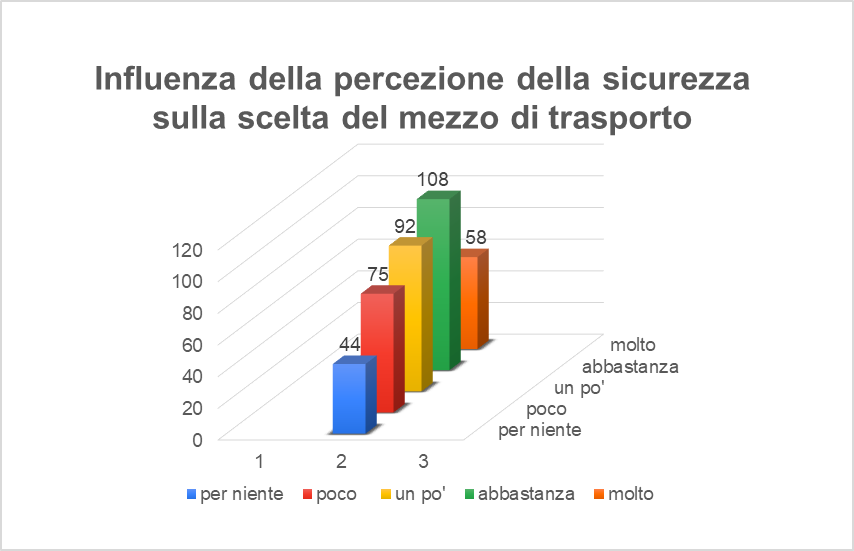 Influenza della percezione della sicurezza
sulla scelta del mezzo di trasporto
108
92
58
75
44
120
100
80
60
40
20
0
molto
abbastanza
un po'
poco
per niente
1 2 3
per niente poco un po' abbastanza molto